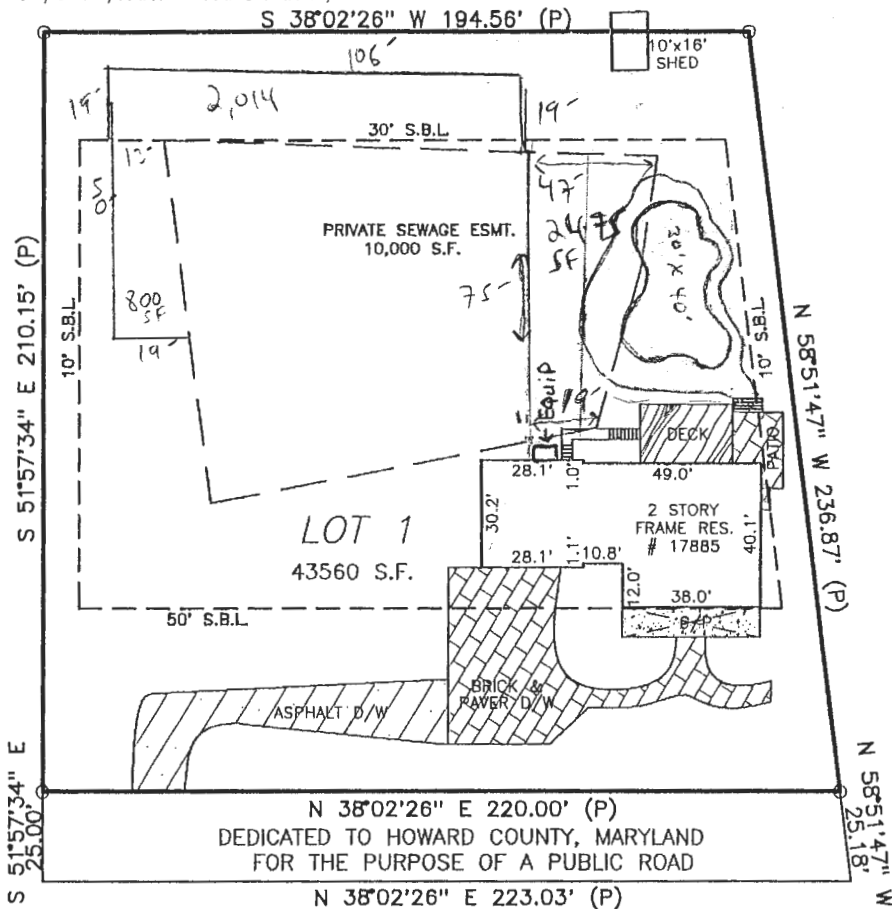 S 38°02'26" W 194.56' (P)
10'x16'
SHED
106'
19'
2,014
19'
30' S.B.L.
13'
50'
47'
2475
SF
PRIVATE SEWAGE ESMT.
10,000 S.F.
75'
20' x 40'
S 51°57'34" E 210.15' (P)
10' S.B.L.
800
SF
19'
10' S.B.L.
N 58°51'47" W 236.87' (P)
EQUIP
19'
DECK
PATIO
28.1'
1.0'
49.0'
30.2'
2 STORY
FRAME RES.
# 17885
40.1'
LOT 1
43560 S.F.
28.1'
1.1'
10.8'
12.0'
38.0'
50' S.B.L.
S/P
BRICK &
PAVER D/W
ASPHALT D/W
S 51°57'34" E
25.00'
N 38°02'26" E 220.00' (P)
DEDICATED TO HOWARD COUNTY, MARYLAND
FOR THE PURPOSE OF A PUBLIC ROAD
N 58°51'47" W
25.18'
N 38°02'26" E 223.03' (P)